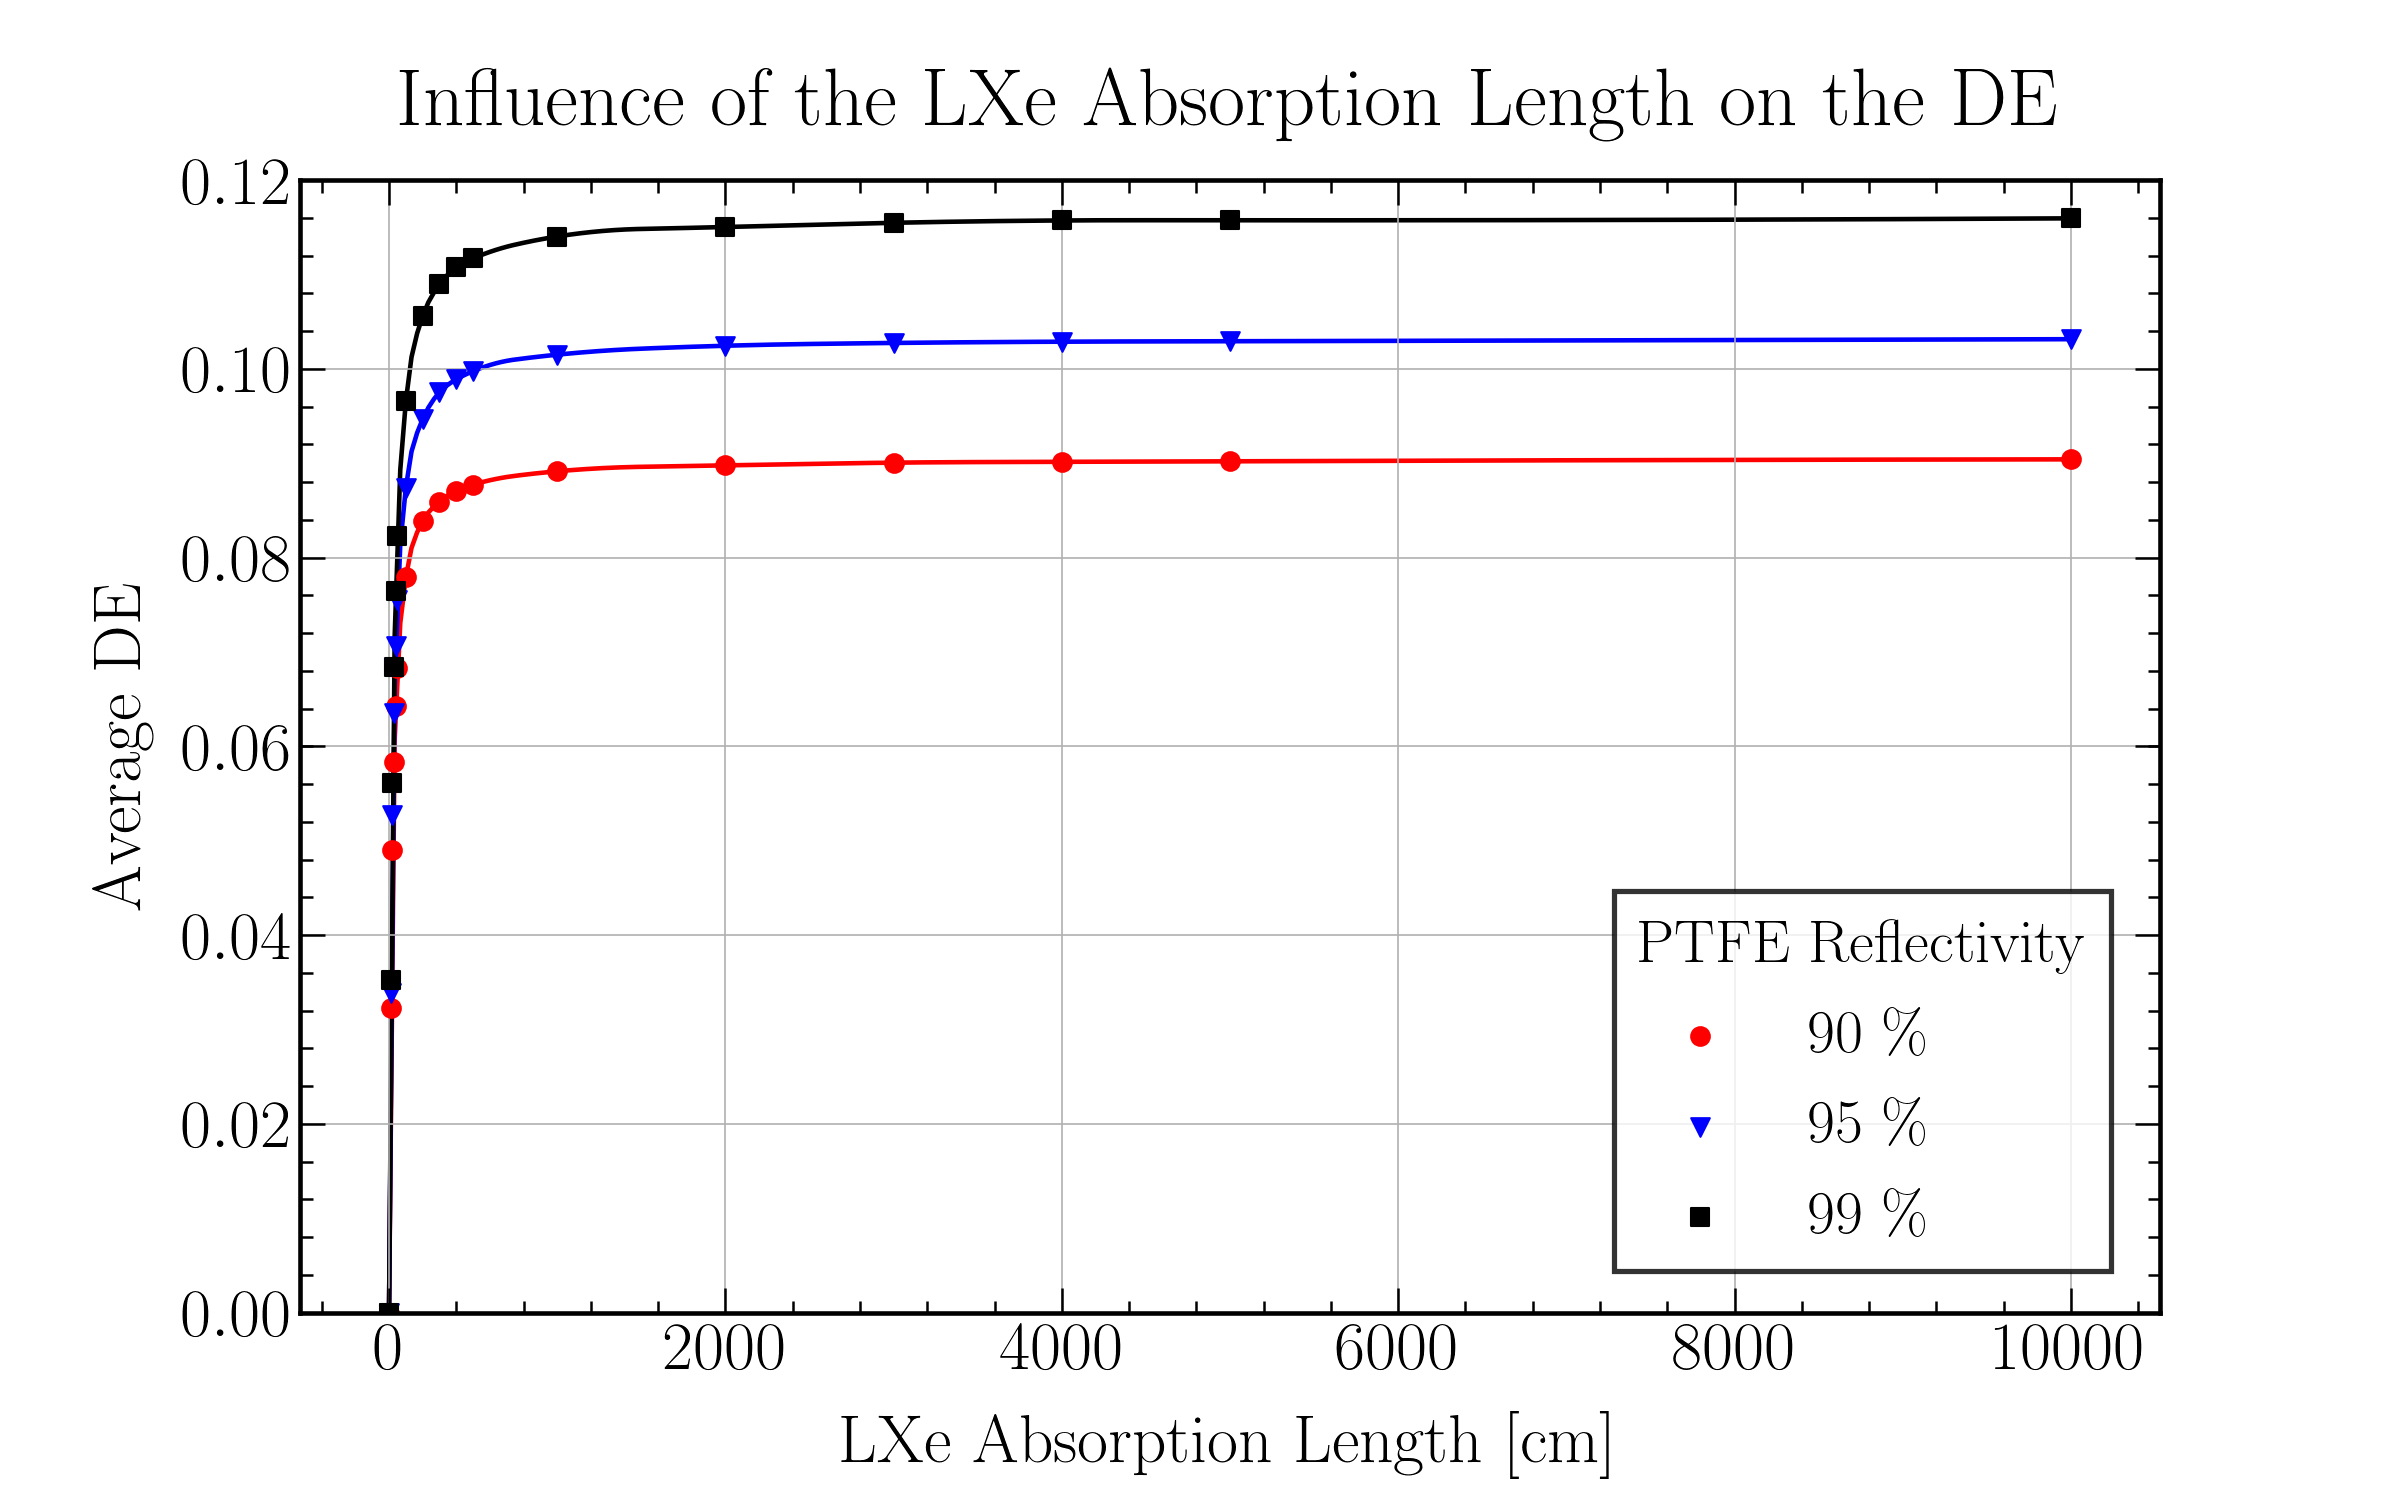 Influence of the LXe Absorption Length on the DE
0.12
0.10
0.08
0.06
0.04
0.02
0.00
Average DE
PTFE Reflectivity
90 %
95 %
99 %
0 2000 4000 6000 8000 10000
LXe Absorption Length [cm]